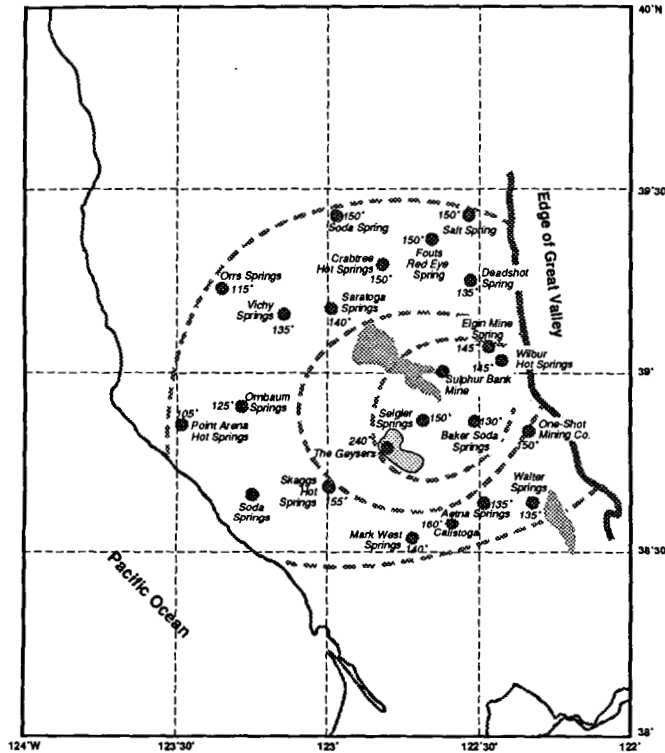 40°N
39°30'
150°
Soda Spring
150°
Salt Spring
150°
Fouts
Red Eye
Spring
Crabtree
Hot Springs
150°
Deadshot
Spring
135°
Edge of Great Valley
Orrs Springs
115°
Vichy
Springs
135°
Saratoga
Springs
140°
Elgin Mine
Spring
145°
Wilbur
Hot Springs
145°
39°
Sulphur Bank
Mine
125°
Ornbaum
Springs
105°
Point Arena
Hot Springs
Seigler
Springs
150°
130°
Baker Soda
Springs
One-Shot
Mining Co.
150°
240°
The Geysers
Skaggs
Hot
Springs
155°
Soda
Springs
Walter
Springs
135°
135°
Aetna Springs
160°
Calistoga
Mark West
Springs
140°
38°30'
Pacific Ocean
124°W
123°30'
123°
122°30'
122°
38°